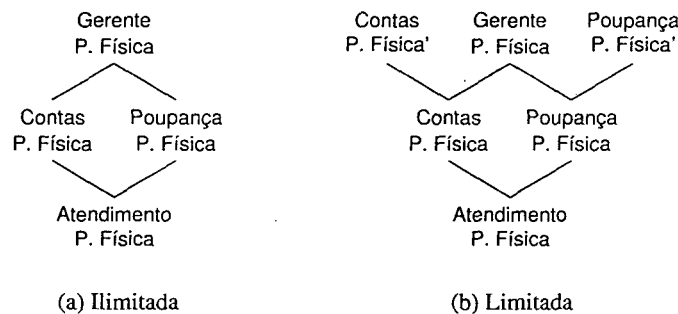 Gerente
P. Física
Contas
P. Física
Poupança
P. Física
Atendimento
P. Física
(a) Ilimitada
Contas
P. Física'
Gerente
P. Física
Poupança
P. Física'
Contas
P. Física
Poupança
P. Física
Atendimento
P. Física
(b) Limitada